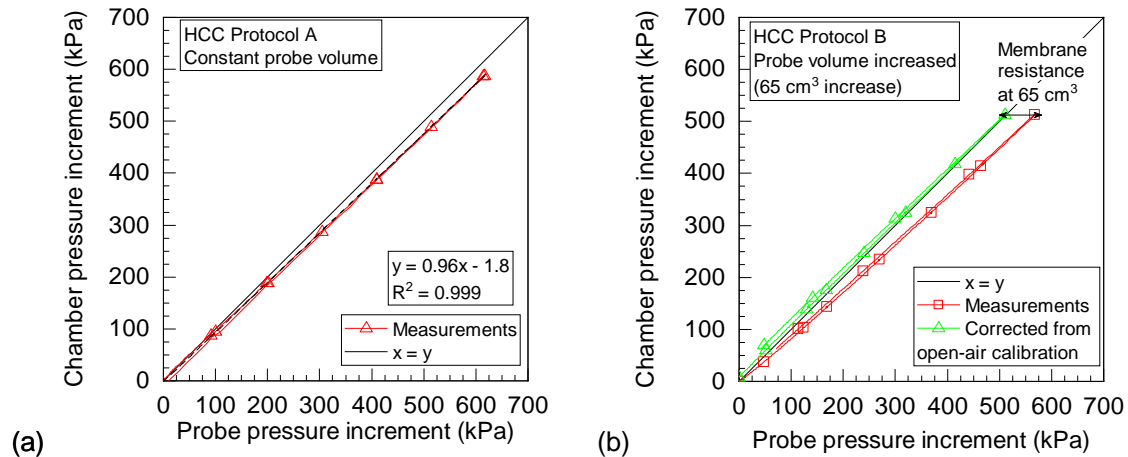 HCC Protocol A
Constant probe volume
y = 0.96x - 1.8
R² = 0.999
Measurements
x = y
Chamber pressure increment (kPa)
700
600
500
400
300
200
100
0
0 100 200 300 400 500 600 700
Probe pressure increment (kPa)
(a)
HCC Protocol B
Probe volume increased
(65 cm³ increase)
Membrane
resistance
at 65 cm³
x = y
Measurements
Corrected from
open-air calibration
Chamber pressure increment (kPa)
700
600
500
400
300
200
100
0
0 100 200 300 400 500 600 700
Probe pressure increment (kPa)
(b)